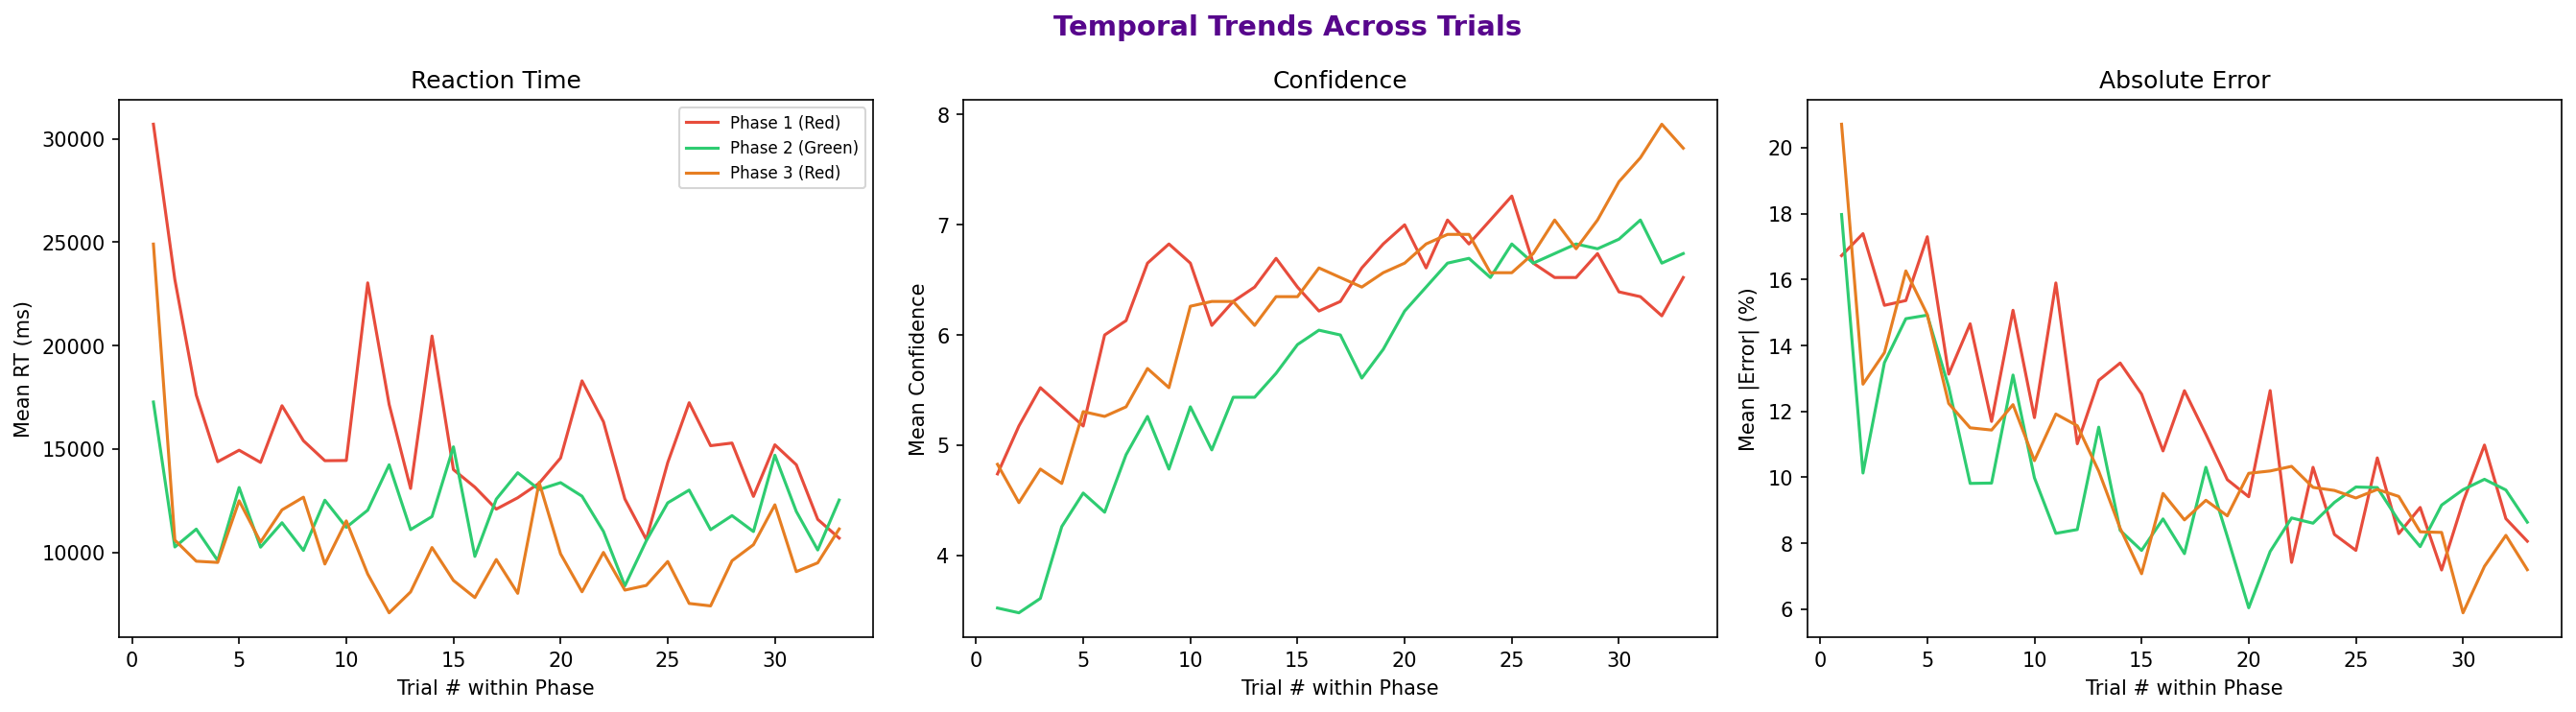 Temporal Trends Across Trials
Reaction Time
Mean RT (ms)
30000
25000
20000
15000
10000
0 5 10 15 20 25 30
Trial # within Phase
Phase 1 (Red)
Phase 2 (Green)
Phase 3 (Red)
Confidence
Mean Confidence
8
7
6
5
4
0 5 10 15 20 25 30
Trial # within Phase
Absolute Error
Mean |Error| (%)
20
18
16
14
12
10
8
6
0 5 10 15 20 25 30
Trial # within Phase